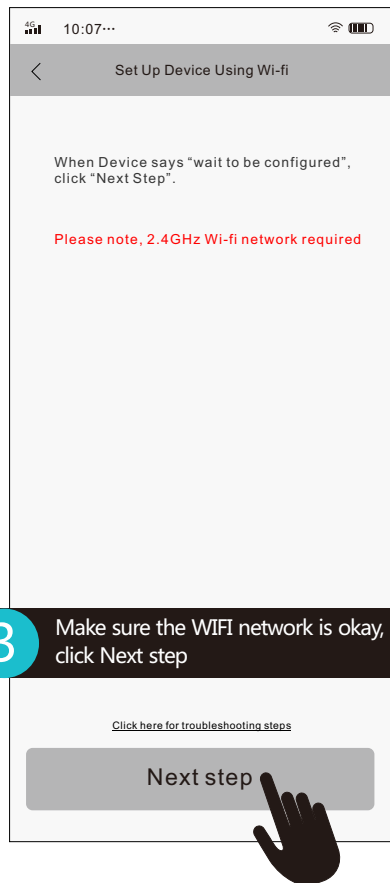 4G 10:07···
Set Up Device Using Wi-fi
When Device says “wait to be configured”,
click “Next Step”.
Please note, 2.4GHz Wi-fi network required
3
Make sure the WIFI network is okay,
click Next step
Click here for troubleshooting steps
Next step